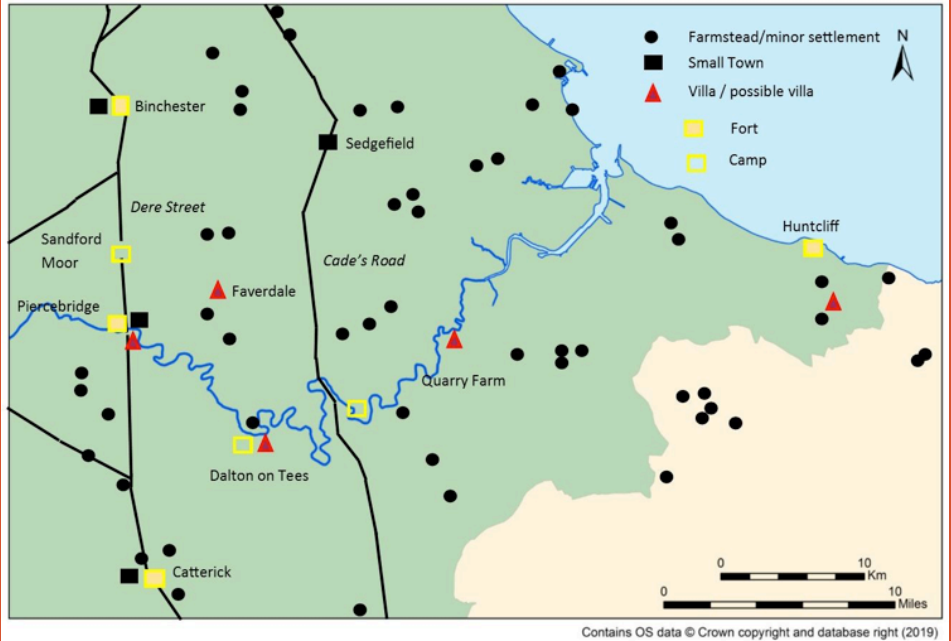 N
Farmstead/minor settlement
Small Town
Villa / possible villa
Fort
Camp
Binchester
Sedgefield
Dere Street
Sandford
Moor
Huntcliff
Cade's Road
Faverdale
Piercebridge
Quarry Farm
Dalton on Tees
Catterick
0 10
Km
0 10
Miles
Contains OS data © Crown copyright and database right (2019)